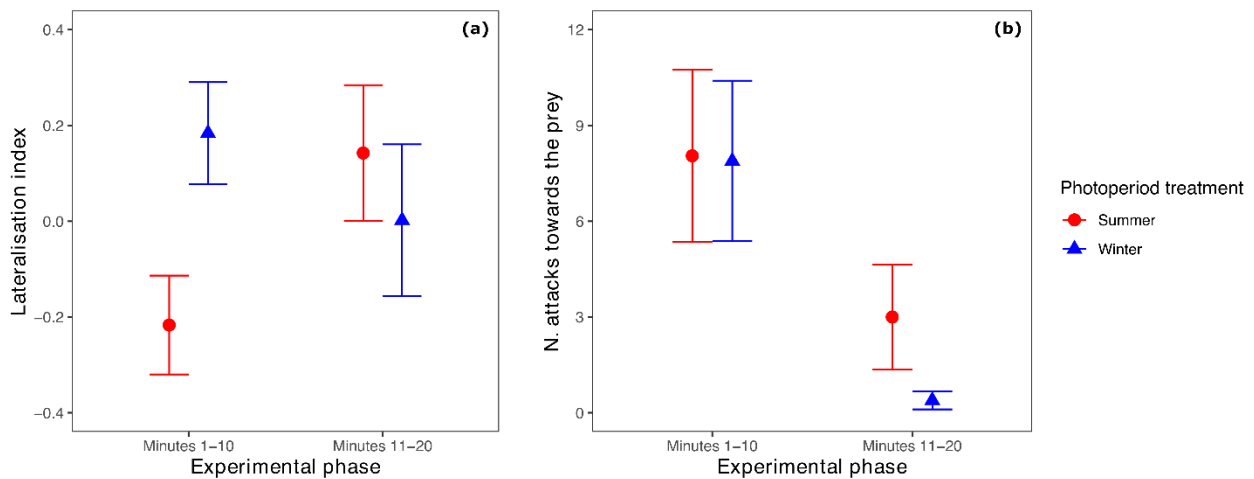 (a)
0.4
0.2
0.0
−0.2
−0.4
Lateralisation index
Minutes 1−10
Minutes 11−20
Experimental phase
(b)
12
9
6
3
0
N. attacks towards the prey
Minutes 1−10
Minutes 11−20
Experimental phase
Photoperiod treatment
Summer
Winter